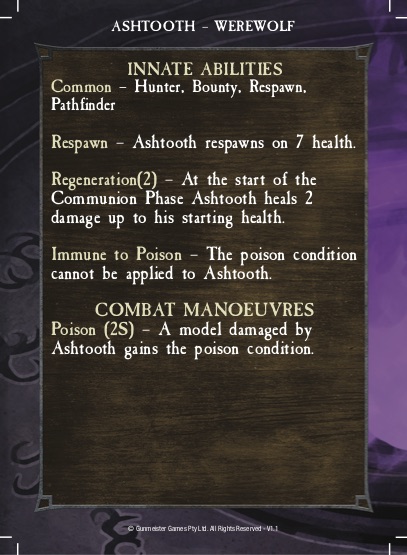 ASHTOOTH - WEREWOLF
INNATE ABILITIES
Common – Hunter, Bounty, Respawn,
Pathfinder
Respawn – Ashtooth respawns on 7 health.
Regeneration(2) – At the start of the
Communion Phase Ashtooth heals 2
damage up to his starting health.
Immune to Poison – The poison condition
cannot be applied to Ashtooth.
COMBAT MANOEUVRES
Poison (2S) – A model damaged by
Ashtooth gains the poison condition.
© Gunmeister Games Pty Ltd. All Rights Reserved - V1.1